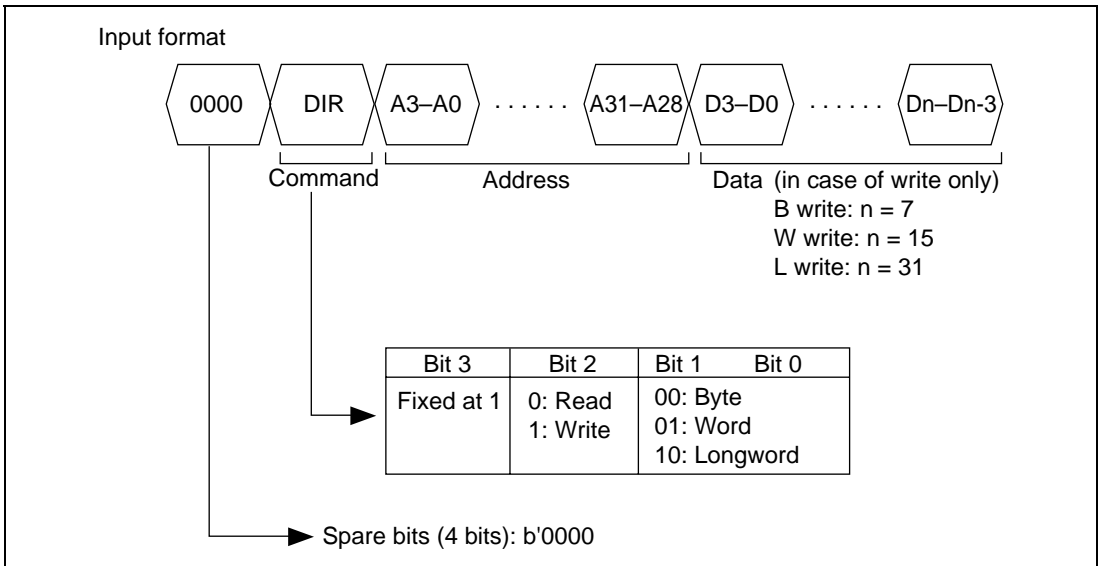 Input format
0000 DIR A3–A0 · · · · · · A31–A28 D3–D0 · · · · · · Dn–Dn-3
Command Address Data (in case of write only)
B write: n = 7
W write: n = 15
L write: n = 31
Bit 3 Bit 2 Bit 1 Bit 0
Fixed at 1 0: Read 00: Byte
1: Write 01: Word
10: Longword
Spare bits (4 bits): b'0000